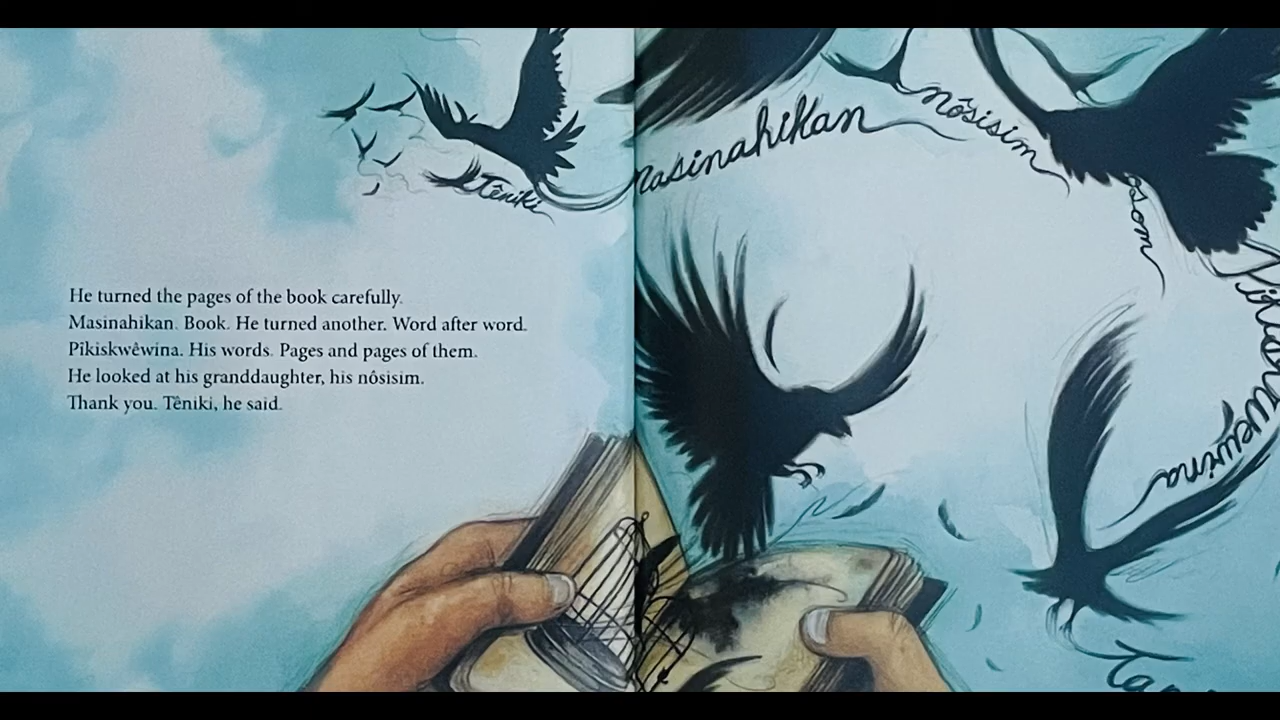 He turned the pages of the book carefully.
Masinahikan. Book. He turned another. Word after word.
Pîkiskwêwina. His words. Pages and pages of them.
He looked at his granddaughter, his nôsisim.
Thank you. Têniki, he said.
Têniki
masinahikan
nôsisim